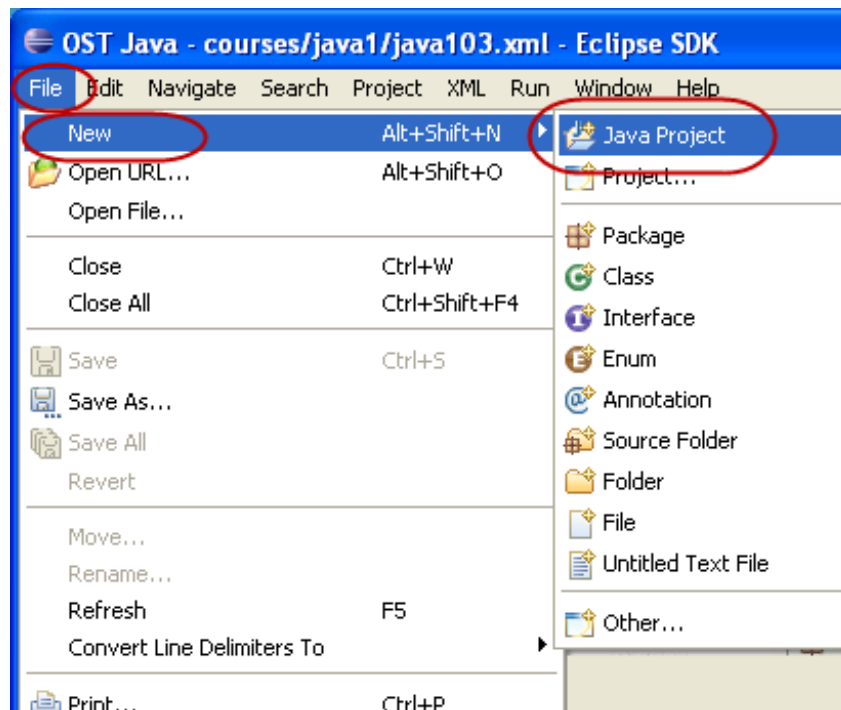 OST Java - courses/java1/java103.xml - Eclipse SDK
File Edit Navigate Search Project XML Run Window Help
New Alt+Shift+N
Open URL... Alt+Shift+O
Open File...
Close Ctrl+W
Close All Ctrl+Shift+F4
Save Ctrl+S
Save As...
Save All
Revert
Move...
Rename...
Refresh F5
Convert Line Delimiters To
Print... Ctrl+P
Java Project
Project...
Package
Class
Interface
Enum
Annotation
Source Folder
Folder
File
Untitled Text File
Other...